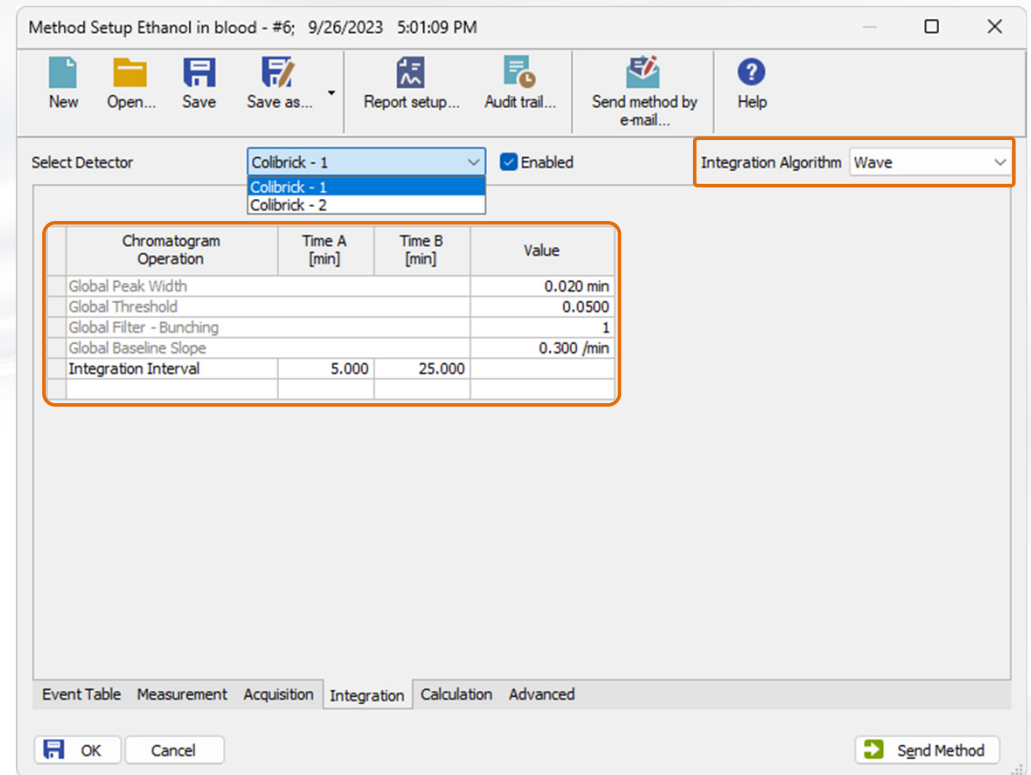 Method Setup Ethanol in blood - #6;   9/26/2023   5:01:09 PM
New
Open...
Save
Save as...
Report setup...
Audit trail...
Send method by
e-mail...
Help
Select Detector
Colibrick - 1
Enabled
Integration Algorithm
Wave
Colibrick - 1
Colibrick - 2
Chromatogram
Operation
Time A
[min]
Time B
[min]
Value
Global Peak Width
0.020 min
Global Threshold
0.0500
Global Filter - Bunching
1
Global Baseline Slope
0.300 /min
Integration Interval
5.000
25.000
Event Table
Measurement
Acquisition
Integration
Calculation
Advanced
OK
Cancel
Send Method